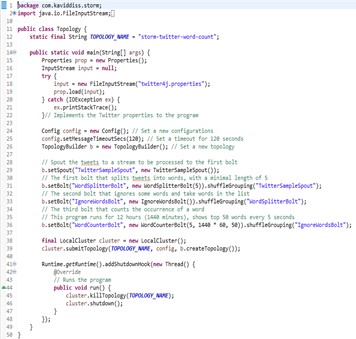 1 package com.kaviddiss.storm;
2 import java.io.FileInputStream;
11 public class Topology {
12 static final String TOPOLOGY_NAME = "storm-twitter-word-count";
13
14 public static void main(String[] args) {
15 Properties prop = new Properties();
16 InputStream input = null;
17 try {
18 input = new FileInputStream("twitter4j.properties");
19 prop.load(input);
20 } catch (IOException ex) {
21 ex.printStackTrace();
22 }// Implements the Twitter properties to the program
23
24 Config config = new Config(); // Set a new configurations
25 config.setMessageTimeoutSecs(120); // Set a timeout for 120 seconds
26 TopologyBuilder b = new TopologyBuilder(); // Set a new topology
27
28 // Spout the tweets to a stream to be processed to the first bolt
29 b.setSpout("TwitterSampleSpout", new TwitterSampleSpout());
30 // The first bolt that splits tweets into words, with a minimal length of 5
31 b.setBolt("WordSplitterBolt", new WordSplitterBolt(5)).shuffleGrouping("TwitterSampleSpout");
32 // The second bolt that ignores some words and take words in the list
33 b.setBolt("IgnoreWordsBolt", new IgnoreWordsBolt()).shuffleGrouping("WordSplitterBolt");
34 // The third bolt that counts the occurrence of a word
35 // This program runs for 12 hours (1440 minutes), shows top 50 words every 5 seconds
36 b.setBolt("WordCounterBolt", new WordCounterBolt(5, 1440 * 60, 50)).shuffleGrouping("IgnoreWordsBolt");
37
38 final LocalCluster cluster = new LocalCluster();
39 cluster.submitTopology(TOPOLOGY_NAME, config, b.createTopology());
40
41 Runtime.getRuntime().addShutdownHook(new Thread() {
42 @Override
43 // Runs the program
44 public void run() {
45 cluster.killTopology(TOPOLOGY_NAME);
46 cluster.shutdown();
47 }
48 });
49 }
50 }